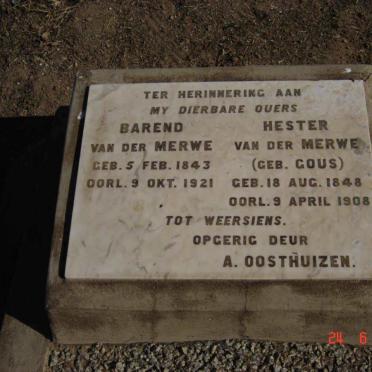 TER HERINNERING AAN
MY DIERBARE OUERS
BAREND
VAN DER MERWE
GEB. 5 FEB. 1843
OORL. 9 OKT. 1921
HESTER
VAN DER MERWE
(GEB. GOUS)
GEB. 18 AUG. 1848
OORL. 9 APRIL 1908
TOT WEERSIENS.
OPGERIG DEUR
A. OOSTHUIZEN.
24 6